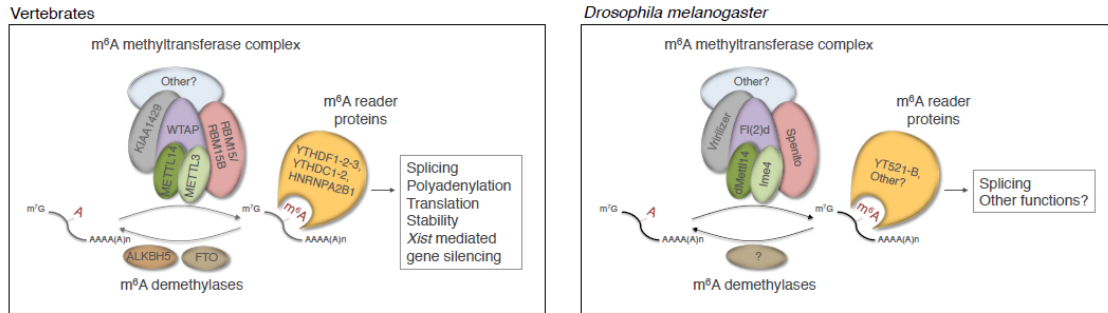 Vertebrates
m⁶A methyltransferase complex
Other?
KIAA1429
WTAP
RBM15/
RBM15B
METTL14
METTL3
m⁶A reader
proteins
YTHDF1-2-3,
YTHDC1-2,
HNRNPA2B1
m⁶A
m⁷G
A
AAAA(A)n
m⁷G
AAAA(A)n
ALKBH5
FTO
m⁶A demethylases
Splicing
Polyadenylation
Translation
Stability
Xist mediated
gene silencing
Drosophila melanogaster
m⁶A methyltransferase complex
Other?
Vririlizer
Fl(2)d
Spenito
dMettl14
Ime4
m⁶A reader
proteins
YT521-B,
Other?
m⁶A
m⁷G
A
AAAA(A)n
m⁷G
AAAA(A)n
?
m⁶A demethylases
Splicing
Other functions?